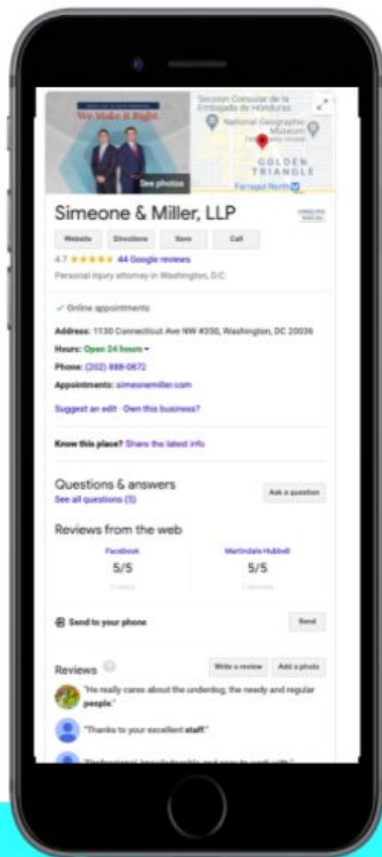 We Make it Right.
See photos
Seccion Consular de la
Embajada de Honduras
National Geographic
Museum
GOLDEN
TRIANGLE
Farragut North
Simeone & Miller, LLP
Website Directions Save Call
4.7 ★★★★★ 44 Google reviews
Personal injury attorney in Washington, D.C.
✓ Online appointments
Address: 1130 Connecticut Ave NW #350, Washington, DC 20036
Hours: Open 24 hours
Phone: (202) 888-0872
Appointments: simeonemiller.com
Suggest an edit · Own this business?
Know this place? Share the latest info
Questions & answers
See all questions (5)
Ask a question
Reviews from the web
Facebook Martindale-Hubbell
5/5 5/5
Send to your phone Send
Reviews Write a review Add a photo
"He really cares about the underdog, the needy and regular
people."
"Thanks to your excellent staff."